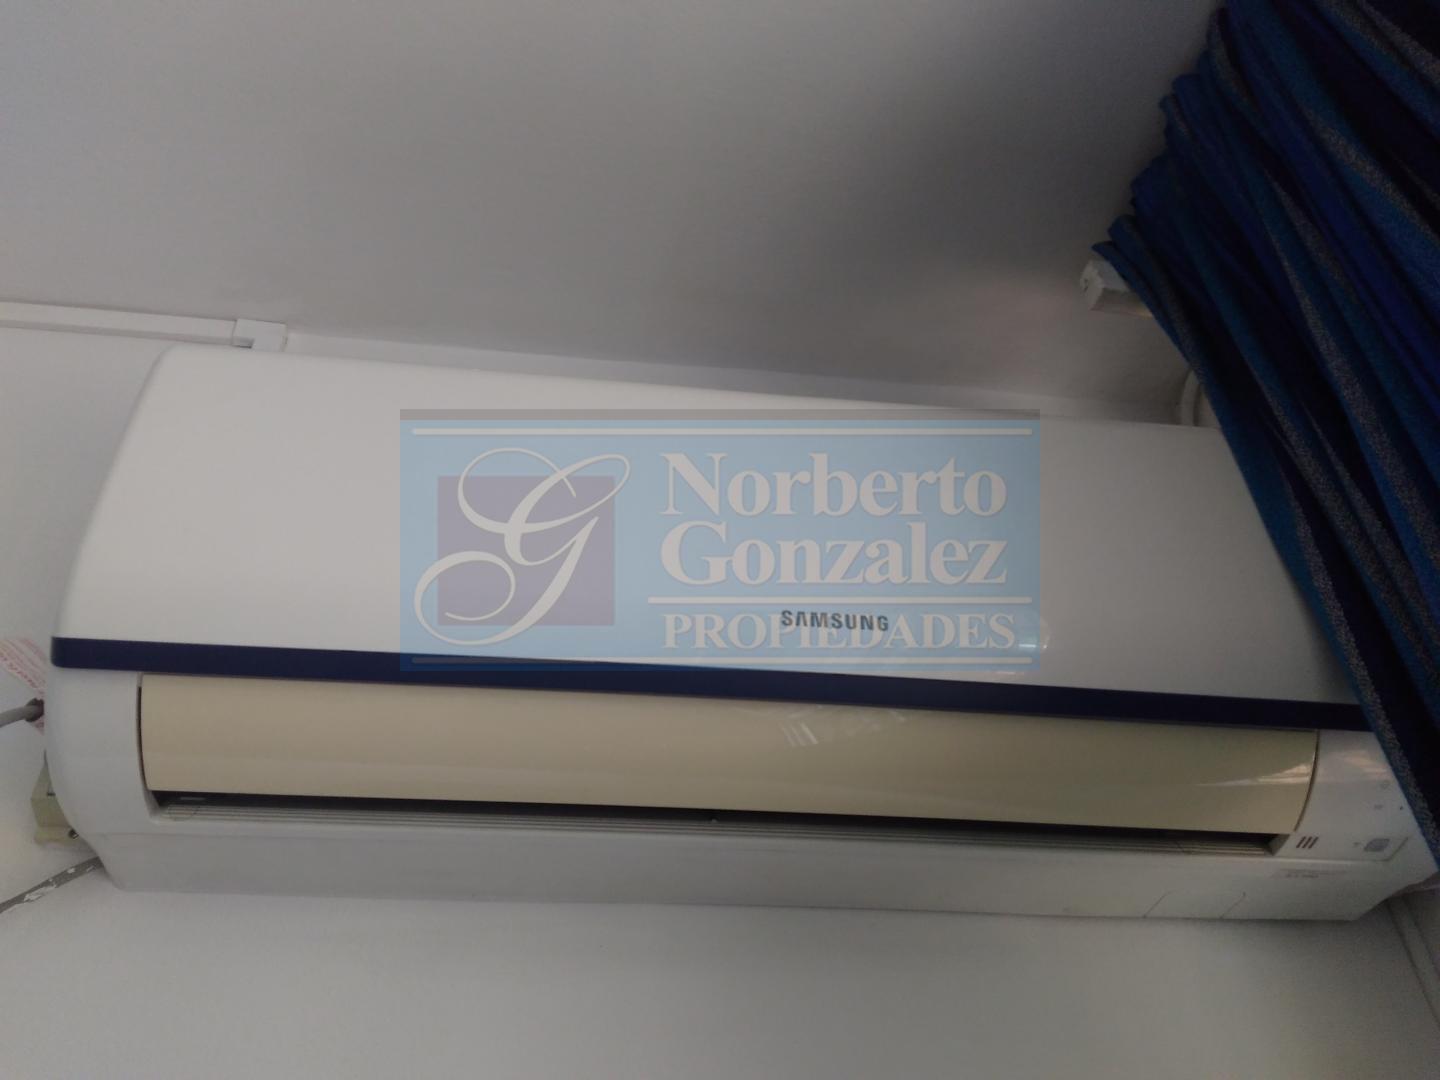 Norberto
Gonzalez
PROPIEDADES
SAMSUNG